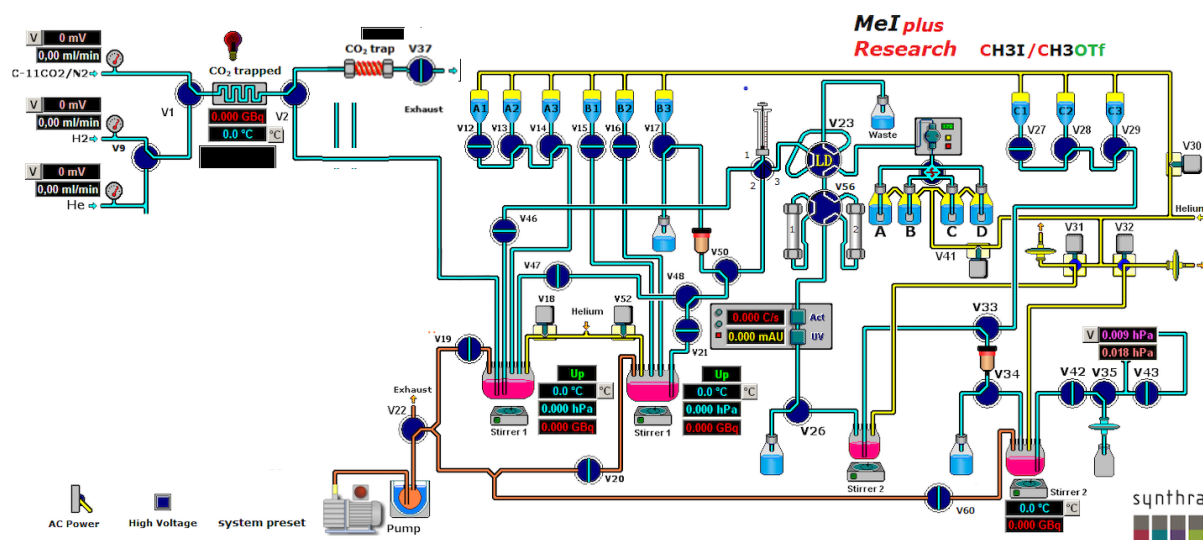 MeI plus
Research CH3I/CH3OTf
V 0 mV
0,00 ml/min
C-11CO2/N2
V 0 mV
0,00 ml/min
H2
V9
V 0 mV
0,00 ml/min
He
V1
CO2 trapped
0.000 GBq
0.0 °C °C
V2
CO2 trap
V37
Exhaust
A1 A2 A3 B1 B2 B3
V12 V13 V14 V15 V16 V17
1
2
3
Waste
V23
LD
V56
1
2
A B C D
V41
C1 C2 C3
V27 V28 V29
V30
Helium
V31 V32
V46
V47
V48
V50
V18 V52
Helium
V21
V19
Exhaust
V22
Up
0.0 °C °C
0.000 hPa
0.000 GBq
Stirrer 1
Up
0.0 °C °C
0.000 hPa
0.000 GBq
Stirrer 1
0.000 C/s
0.000 mAU
Act
UV
V26
V33
V34
V 0.009 hPa
0.018 hPa
V42 V35 V43
Stirrer 2
Stirrer 2
0.0 °C °C
0.000 GBq
V20
V60
Pump
AC Power
High Voltage
system preset
synthra